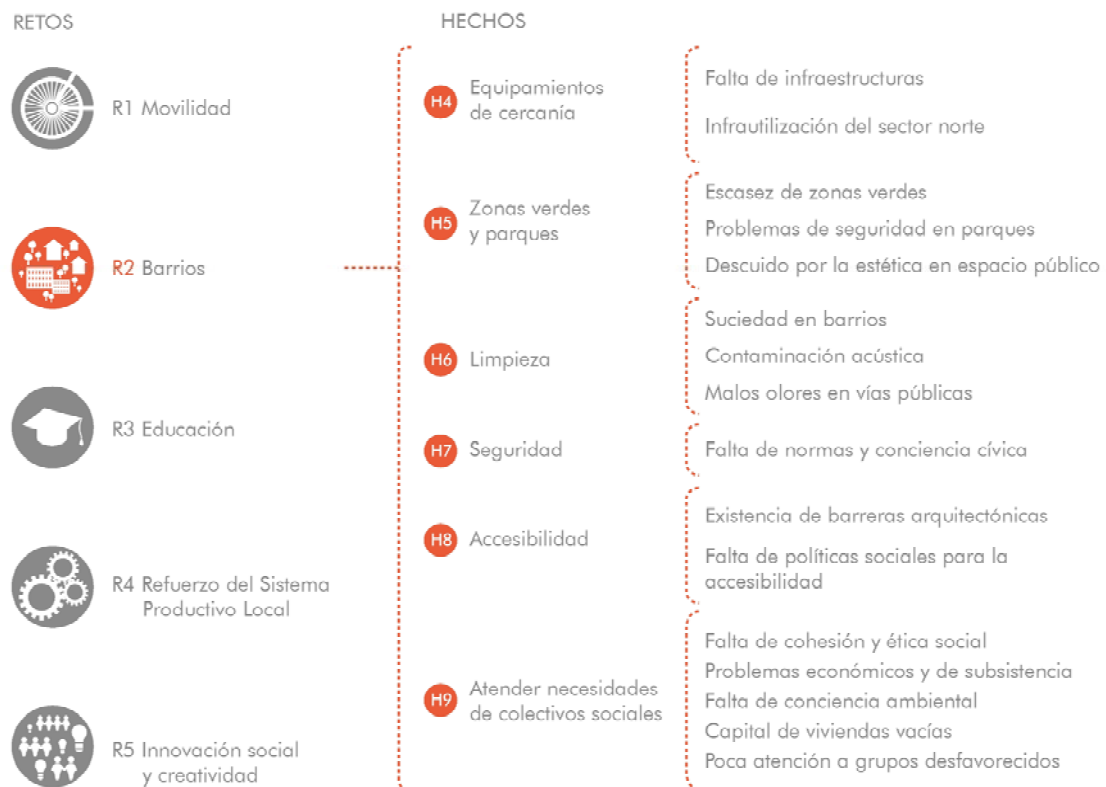 RETOS
HECHOS
R1 Movilidad
R2 Barrios
R3 Educación
R4 Refuerzo del Sistema
Productivo Local
R5 Innovación social
y creatividad
H4 Equipamientos
de cercanía
Falta de infraestructuras
Infrautilización del sector norte
H5 Zonas verdes
y parques
Escasez de zonas verdes
Problemas de seguridad en parques
Descuido por la estética en espacio público
H6 Limpieza
Suciedad en barrios
Contaminación acústica
Malos olores en vías públicas
H7 Seguridad
Falta de normas y conciencia cívica
H8 Accesibilidad
Existencia de barreras arquitectónicas
Falta de políticas sociales para la
accesibilidad
H9 Atender necesidades
de colectivos sociales
Falta de cohesión y ética social
Problemas económicos y de subsistencia
Falta de conciencia ambiental
Capital de viviendas vacías
Poca atención a grupos desfavorecidos